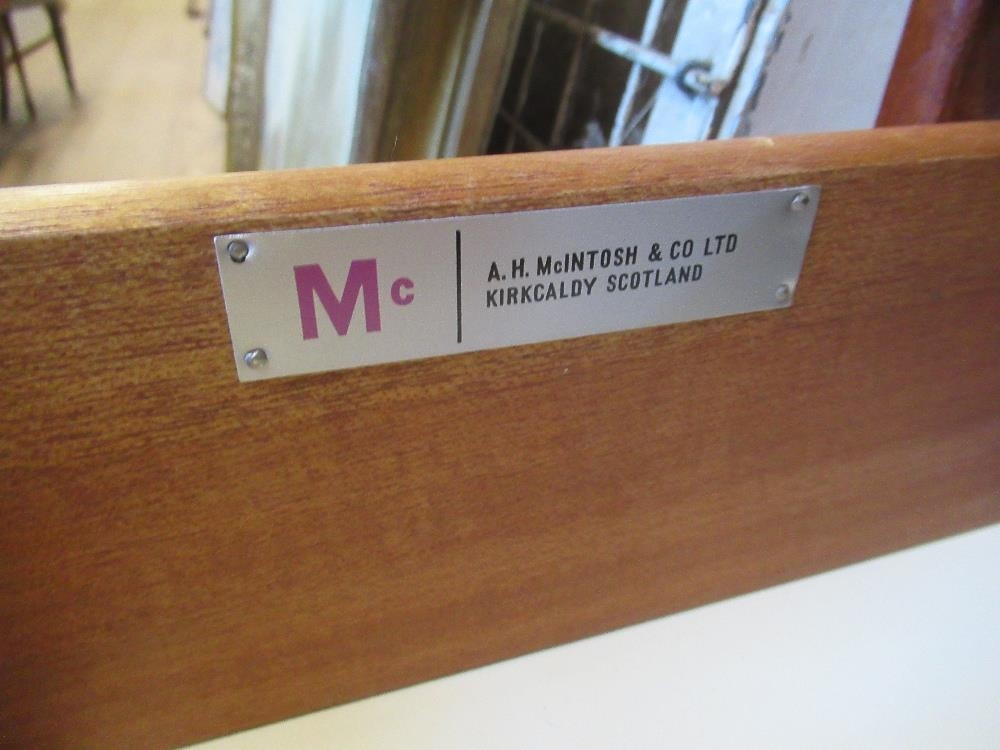 Mc
A. H. McINTOSH & CO LTD
KIRKCALDY SCOTLAND